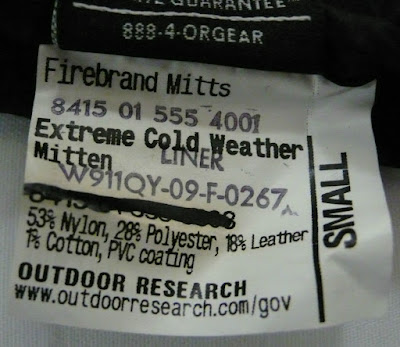 GUARANTEE™
888-4-ORGEAR
Firebrand Mitts
8415 01 555 4001
Extreme Cold Weather
Mitten LINER
W911QY-09-F-0267
53% Nylon, 28% Polyester, 18% Leather
1% Cotton, PVC coating
OUTDOOR RESEARCH
www.outdoorresearch.com/gov
SMALL